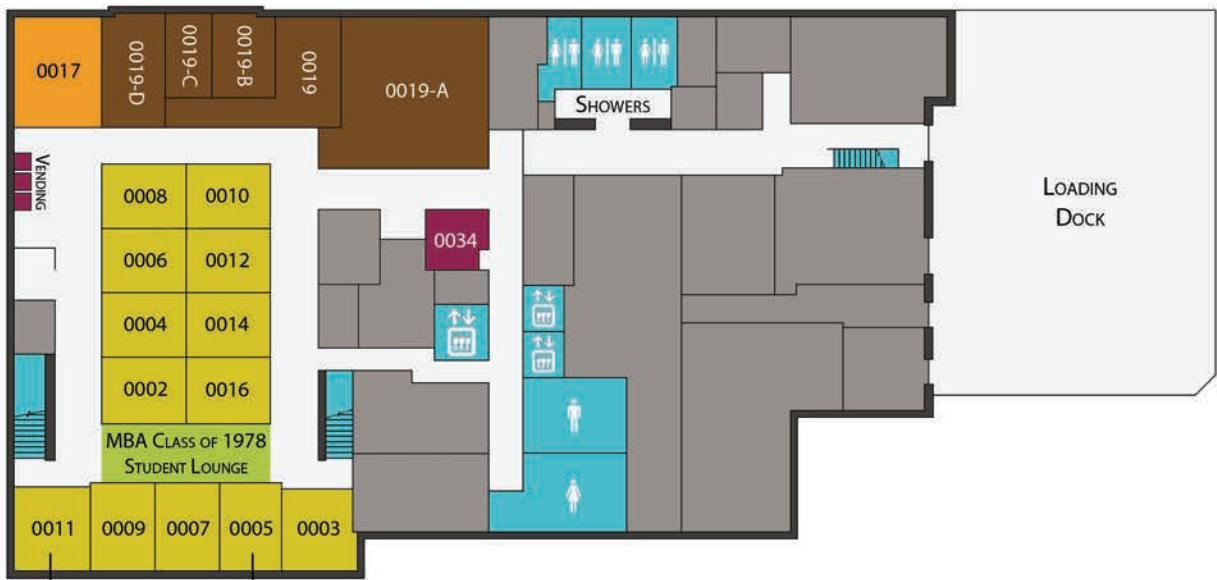 0017
0019-D
0019-C
0019-B
0019
0019-A
SHOWERS
VENDING
0008
0010
LOADING
DOCK
0034
0006
0012
0004
0014
0002
0016
MBA CLASS OF 1978
STUDENT LOUNGE
0011
0009
0007
0005
0003